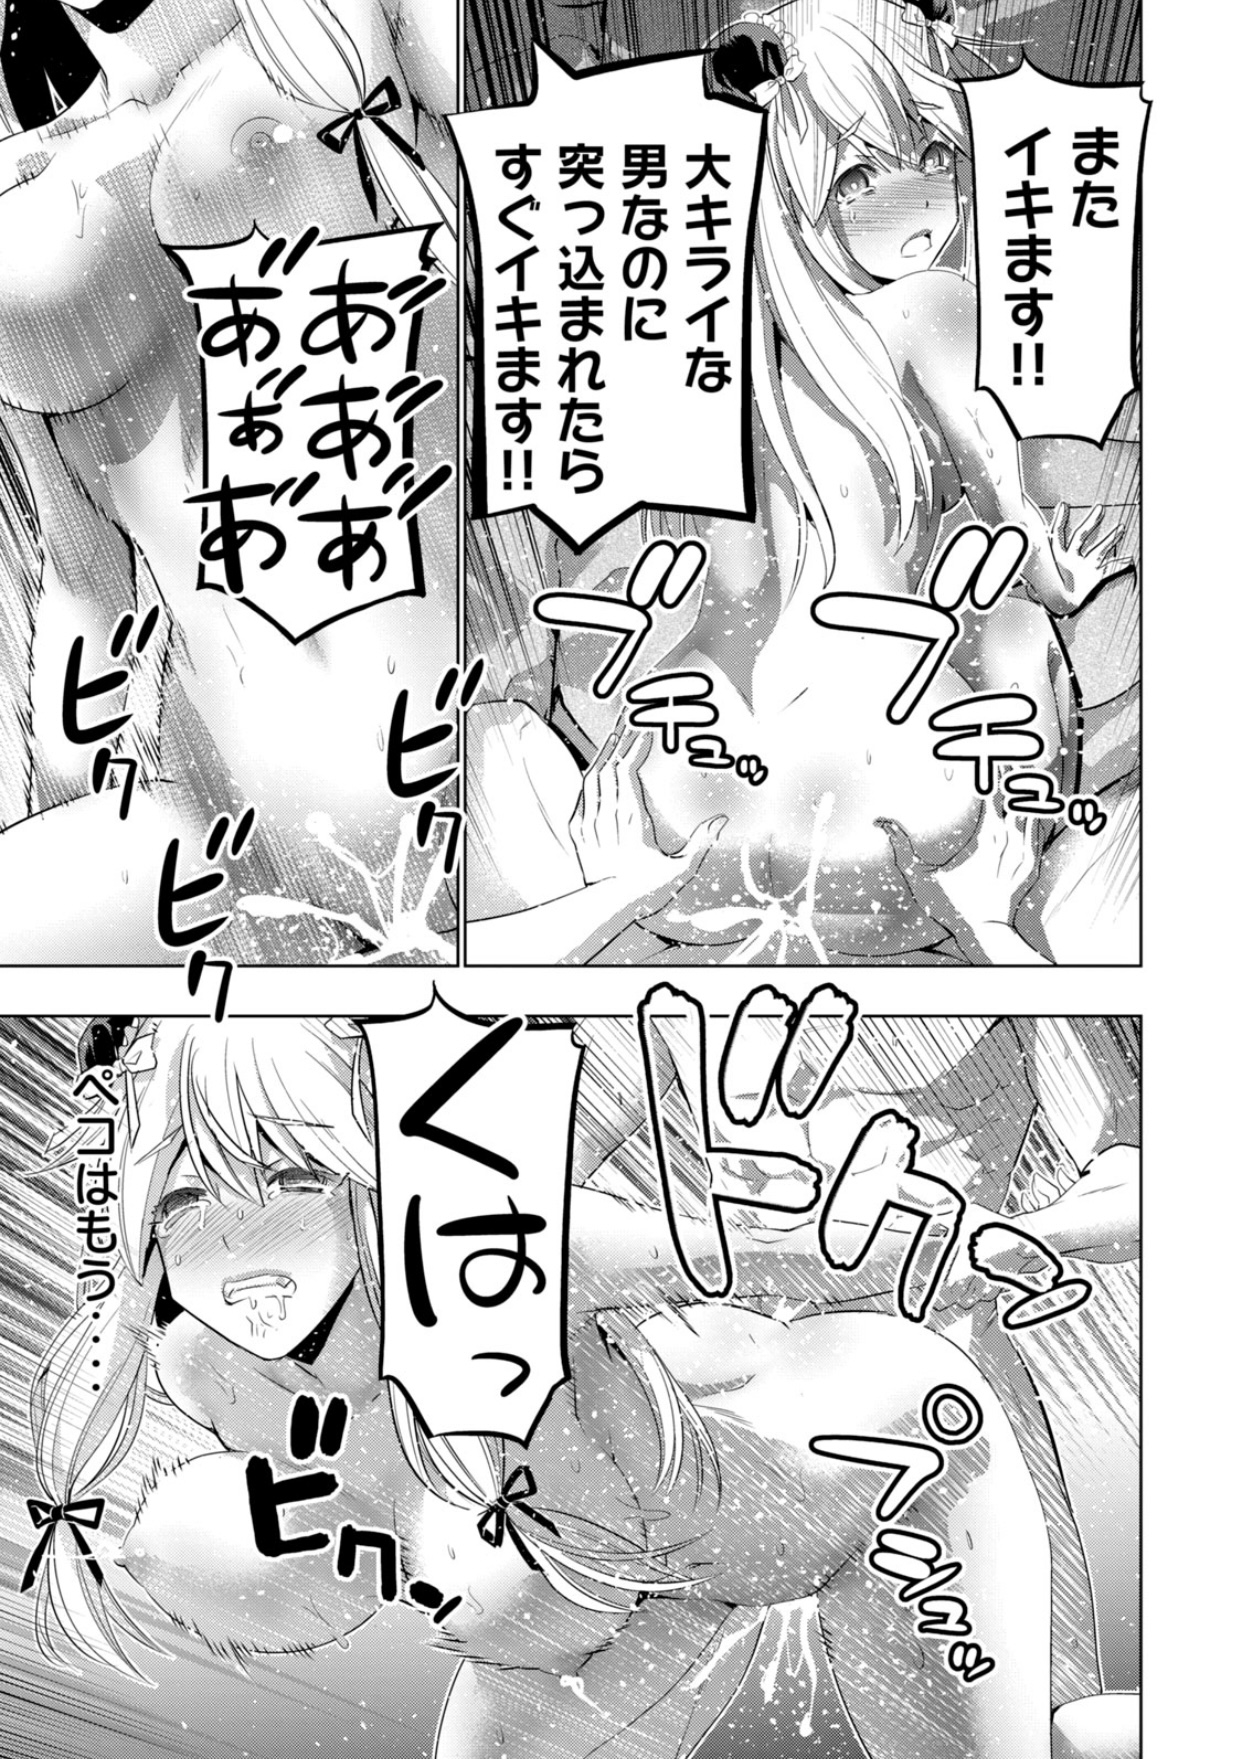 また
イキます!!
大キライな
男なのに
突っ込まれたら
すぐイキます!!
ブチュッ
ブチュッ
あ゛あ゛あ゛
あ゛ぁ゛あ゛
ビク
ビク
ビク
ドドクンッ
くはっ
ペコはもう・・・・
ビクンッ
プシュッ